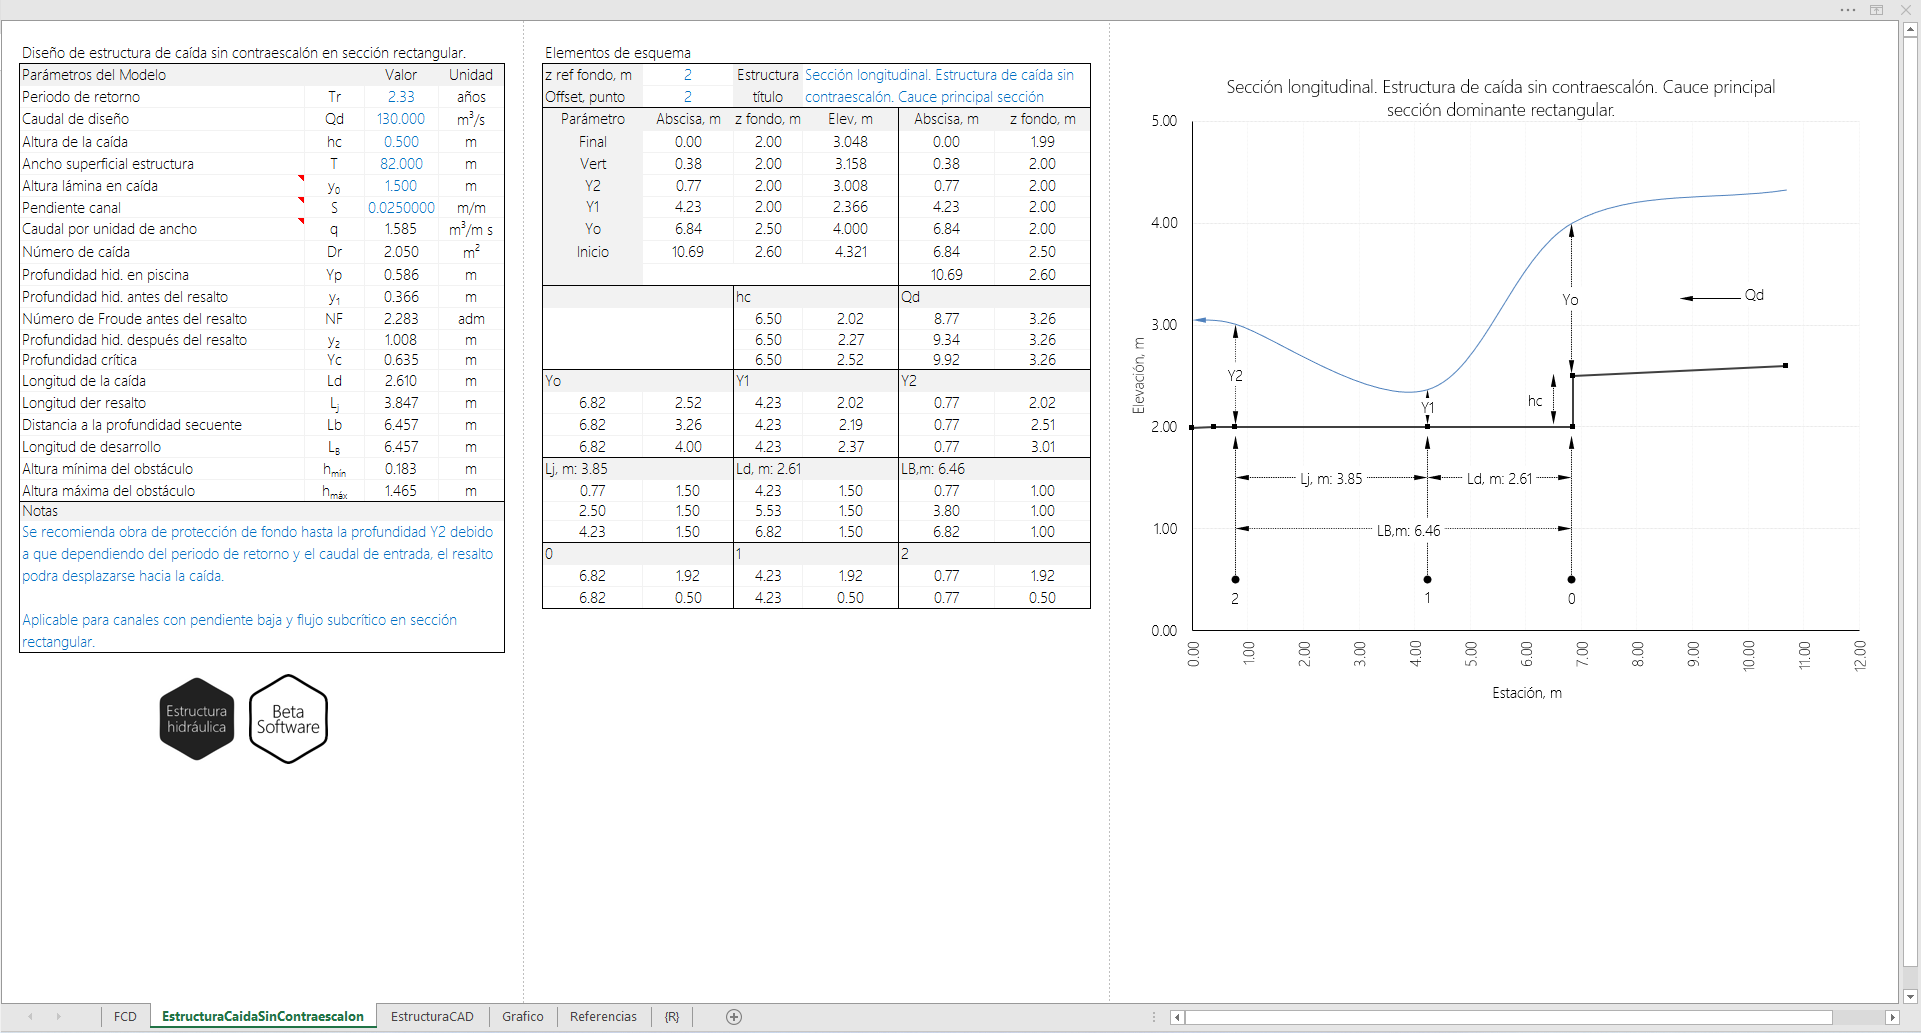 Diseño de estructura de caída sin contraescalón en sección rectangular.
Parámetros del Modelo Valor Unidad
Periodo de retorno Tr 2.33 años
Caudal de diseño Qd 130.000 m³/s
Altura de la caída hc 0.500 m
Ancho superficial estructura T 82.000 m
Altura lámina en caída y₀ 1.500 m
Pendiente canal S 0.0250000 m/m
Caudal por unidad de ancho q 1.585 m³/m s
Número de caída Dr 2.050 m²
Profundidad hid. en piscina Yp 0.586 m
Profundidad hid. antes del resalto y₁ 0.366 m
Número de Froude antes del resalto NF 2.283 adm
Profundidad hid. después del resalto y₂ 1.008 m
Profundidad crítica Yc 0.635 m
Longitud de la caída Ld 2.610 m
Longitud der resalto Lj 3.847 m
Distancia a la profundidad secuente Lb 6.457 m
Longitud de desarrollo LB 6.457 m
Altura mínima del obstáculo hmín 0.183 m
Altura máxima del obstáculo hmáx 1.465 m
Notas
Se recomienda obra de protección de fondo hasta la profundidad Y2 debido
a que dependiendo del periodo de retorno y el caudal de entrada, el resalto
podra desplazarse hacia la caída.
Aplicable para canales con pendiente baja y flujo subcrítico en sección
rectangular.
Estructura
hidráulica
Beta
Software
Elementos de esquema
z ref fondo, m 2 Estructura Sección longitudinal. Estructura de caída sin
Offset, punto 2 título contraescalón. Cauce principal sección
Parámetro Abscisa, m z fondo, m Elev, m Abscisa, m z fondo, m
Final 0.00 2.00 3.048 0.00 1.99
Vert 0.38 2.00 3.158 0.38 2.00
Y2 0.77 2.00 3.008 0.77 2.00
Y1 4.23 2.00 2.366 4.23 2.00
Yo 6.84 2.50 4.000 6.84 2.00
Inicio 10.69 2.60 4.321 6.84 2.50
10.69 2.60
hc Qd
6.50 2.02 8.77 3.26
6.50 2.27 9.34 3.26
6.50 2.52 9.92 3.26
Yo Y1 Y2
6.82 2.52 4.23 2.02 0.77 2.02
6.82 3.26 4.23 2.19 0.77 2.51
6.82 4.00 4.23 2.37 0.77 3.01
Lj, m: 3.85 Ld, m: 2.61 LB,m: 6.46
0.77 1.50 4.23 1.50 0.77 1.00
2.50 1.50 5.53 1.50 3.80 1.00
4.23 1.50 6.82 1.50 6.82 1.00
0 1 2
6.82 1.92 4.23 1.92 0.77 1.92
6.82 0.50 4.23 0.50 0.77 0.50
Sección longitudinal. Estructura de caída sin contraescalón. Cauce principal
sección dominante rectangular.
5.00
4.00
3.00
2.00
1.00
0.00
Elevación, m
Yo
Qd
Y2
hc
Y1
Lj, m: 3.85
Ld, m: 2.61
LB,m: 6.46
2 1 0
0.00 1.00 2.00 3.00 4.00 5.00 6.00 7.00 8.00 9.00 10.00 11.00 12.00
Estación, m
FCD EstructuraCaidaSinContraescalon EstructuraCAD Grafico Referencias {R}